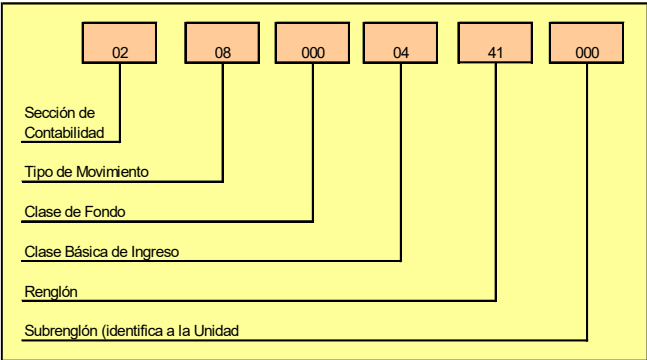 02 08 000 04 41 000
Sección de
Contabilidad
Tipo de Movimiento
Clase de Fondo
Clase Básica de Ingreso
Renglón
Subrenglón (identifica a la Unidad